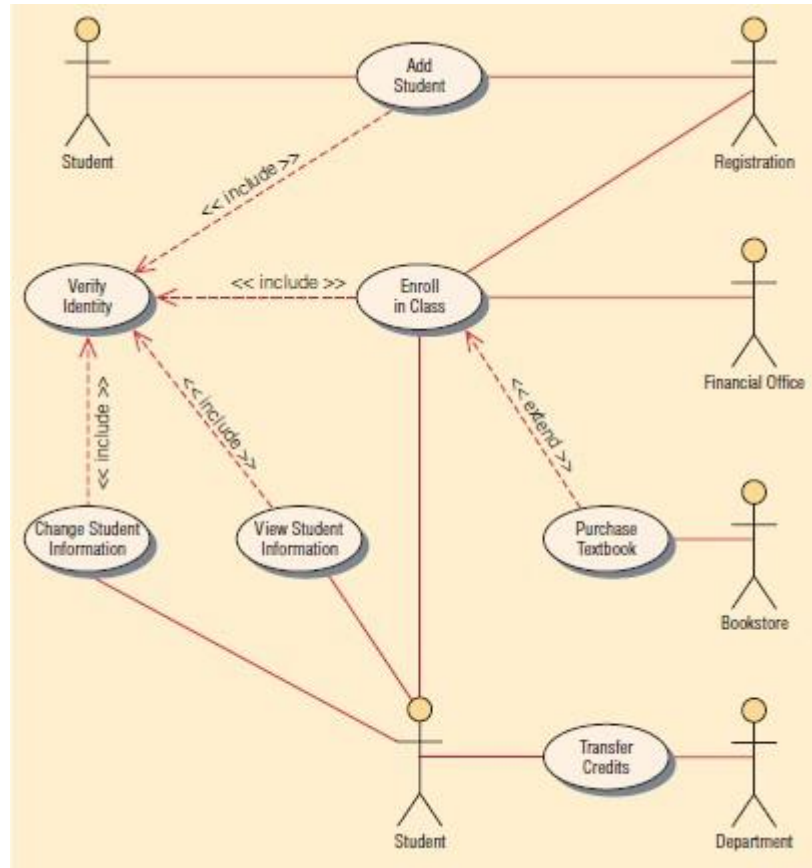 Add
Student
Student
Registration
<< include >>
Verify
Identity
<< include >>
Enroll
in Class
Financial Office
<< include >>
<< include >>
<< extend >>
Change Student
Information
View Student
Information
Purchase
Textbook
Bookstore
Transfer
Credits
Student
Department